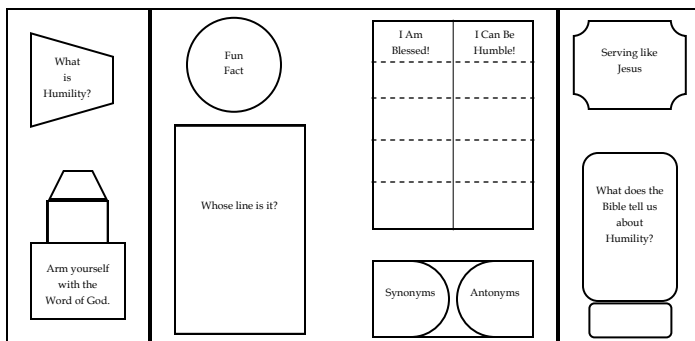 What
is
Humility?
Arm yourself
with the
Word of God.
Fun
Fact
Whose line is it?
I Am
Blessed!
I Can Be
Humble!
Synonyms
Antonyms
Serving like
Jesus
What does the
Bible tell us
about
Humility?